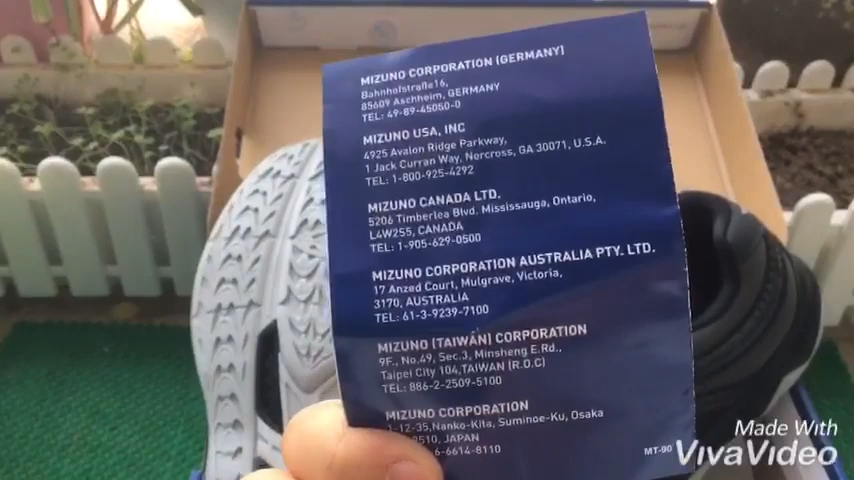 MIZUNO CORPORATION (GERMANY)
Bahnhofstraße16,
85609 Aschheim, GERMANY
TEL: 49-89-45050-0
MIZUNO USA, INC
4925 Avalon Ridge Parkway,
1 Jack Curran Way, Norcross, GA 30071, U.S.A.
TEL: 1-800-925-4292
MIZUNO CANADA LTD.
5206 Timberlea Blvd. Mississauga, Ontario,
L4W2S5, CANADA
TEL: 1-905-629-0500
MIZUNO CORPORATION AUSTRALIA PTY. LTD.
17 Anzed Court, Mulgrave, Victoria,
3170, AUSTRALIA
TEL: 61-3-9239-7100
MIZUNO (TAIWAN) CORPORATION
9F., No.49, Sec.3, Minsheng E.Rd.,
Taipei City 104,TAIWAN (R.O.C)
TEL: 886-2-2509-5100
MIZUNO CORPORATION
1-12-35,Nanko-Kita, Suminoe-Ku, Osaka
8510, JAPAN
6-6614-8110
MT-90
Made With
VivaVideo